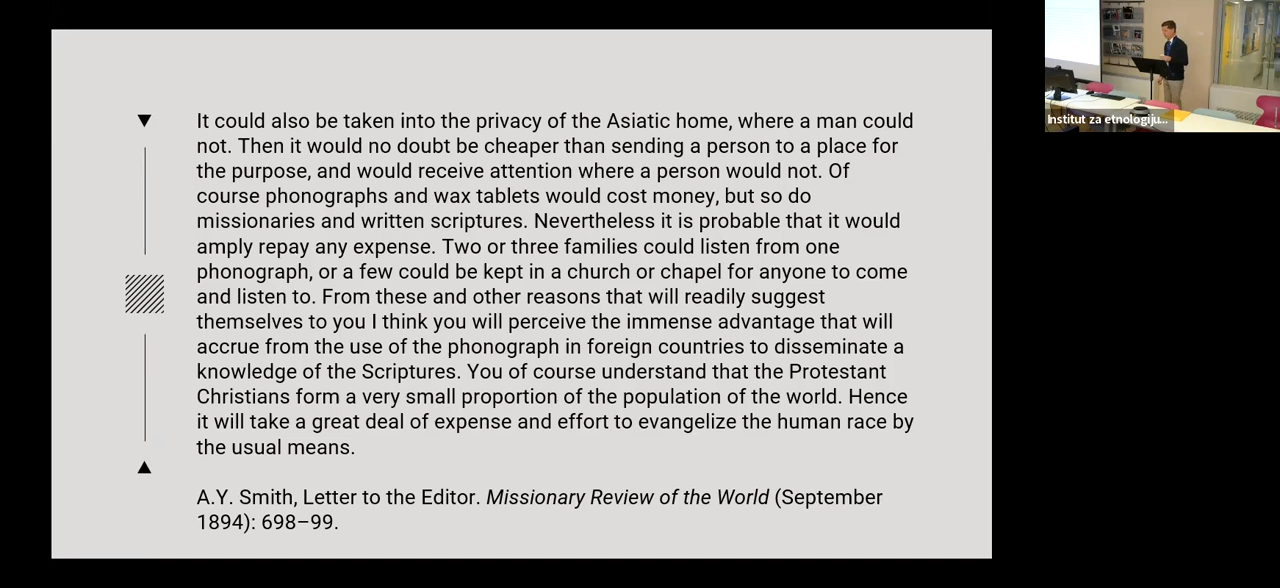 It could also be taken into the privacy of the Asiatic home, where a man could
not. Then it would no doubt be cheaper than sending a person to a place for
the purpose, and would receive attention where a person would not. Of
course phonographs and wax tablets would cost money, but so do
missionaries and written scriptures. Nevertheless it is probable that it would
amply repay any expense. Two or three families could listen from one
phonograph, or a few could be kept in a church or chapel for anyone to come
and listen to. From these and other reasons that will readily suggest
themselves to you I think you will perceive the immense advantage that will
accrue from the use of the phonograph in foreign countries to disseminate a
knowledge of the Scriptures. You of course understand that the Protestant
Christians form a very small proportion of the population of the world. Hence
it will take a great deal of expense and effort to evangelize the human race by
the usual means.
A.Y. Smith, Letter to the Editor. Missionary Review of the World (September
1894): 698–99.
Institut za etnologiju...